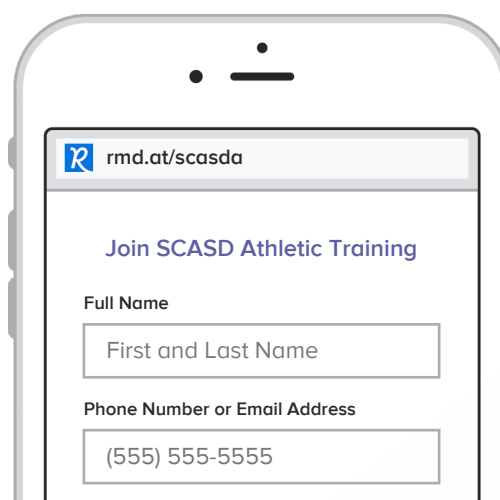 rmd.at/scasda
Join SCASD Athletic Training
Full Name
First and Last Name
Phone Number or Email Address
(555) 555-5555